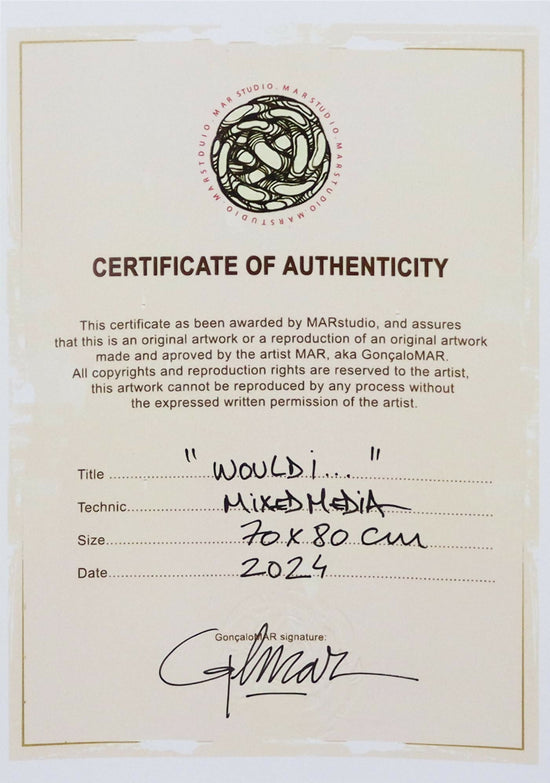 MARSTUDIO. MAR STUDIO. MARSTUDIO. MARSTUDIO MARSTUDIO
CERTIFICATE OF AUTHENTICITY
This certificate as been awarded by MARstudio, and assures
that this is an original artwork or a reproduction of an original artwork
made and aproved by the artist MAR, aka GonçaloMAR.
All copyrights and reproduction rights are reserved to the artist,
this artwork cannot be reproduced by any process without
the expressed written permission of the artist.
Title "WOULD i..."
Technic MiXED MEDiA
Size 70 x 80 cm
Date 2024
GonçaloMAR signature: